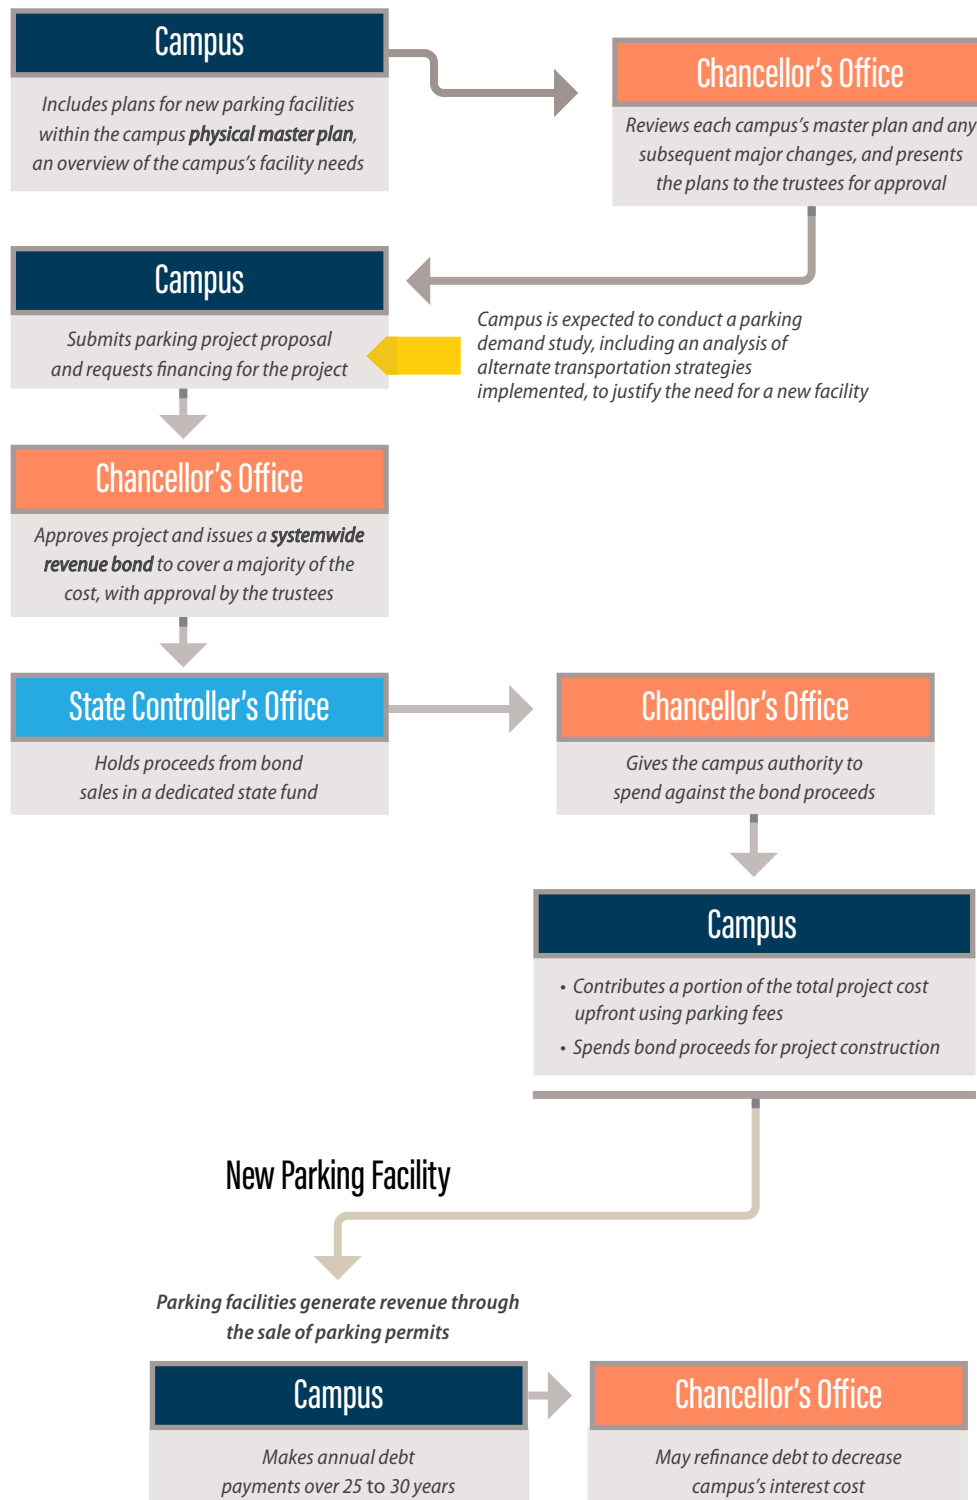 Campus
Includes plans for new parking facilities
within the campus physical master plan,
an overview of the campus's facility needs
Chancellor's Office
Reviews each campus's master plan and any
subsequent major changes, and presents
the plans to the trustees for approval
Campus
Submits parking project proposal
and requests financing for the project
Campus is expected to conduct a parking
demand study, including an analysis of
alternate transportation strategies
implemented, to justify the need for a new facility
Chancellor's Office
Approves project and issues a systemwide
revenue bond to cover a majority of the
cost, with approval by the trustees
State Controller's Office
Holds proceeds from bond
sales in a dedicated state fund
Chancellor's Office
Gives the campus authority to
spend against the bond proceeds
Campus
• Contributes a portion of the total project cost
upfront using parking fees
• Spends bond proceeds for project construction
New Parking Facility
Parking facilities generate revenue through
the sale of parking permits
Campus
Makes annual debt
payments over 25 to 30 years
Chancellor's Office
May refinance debt to decrease
campus's interest cost